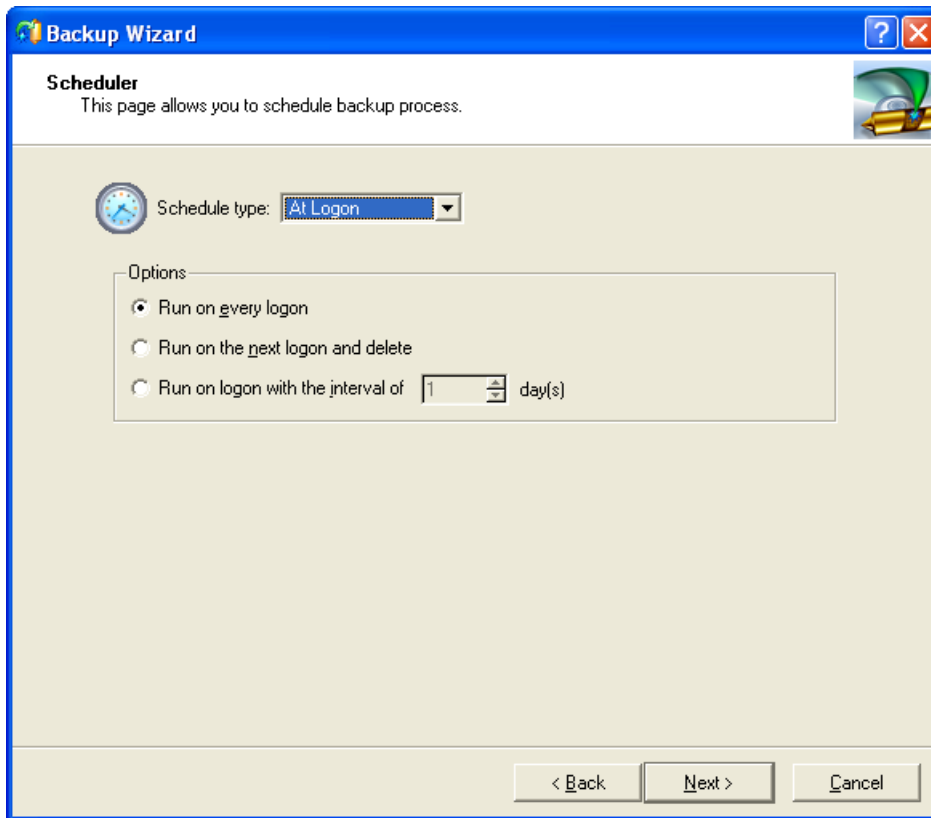 Backup Wizard
Scheduler
This page allows you to schedule backup process.
Schedule type: At Logon
Options
Run on every logon
Run on the next logon and delete
Run on logon with the interval of 1 day(s)
< Back Next > Cancel